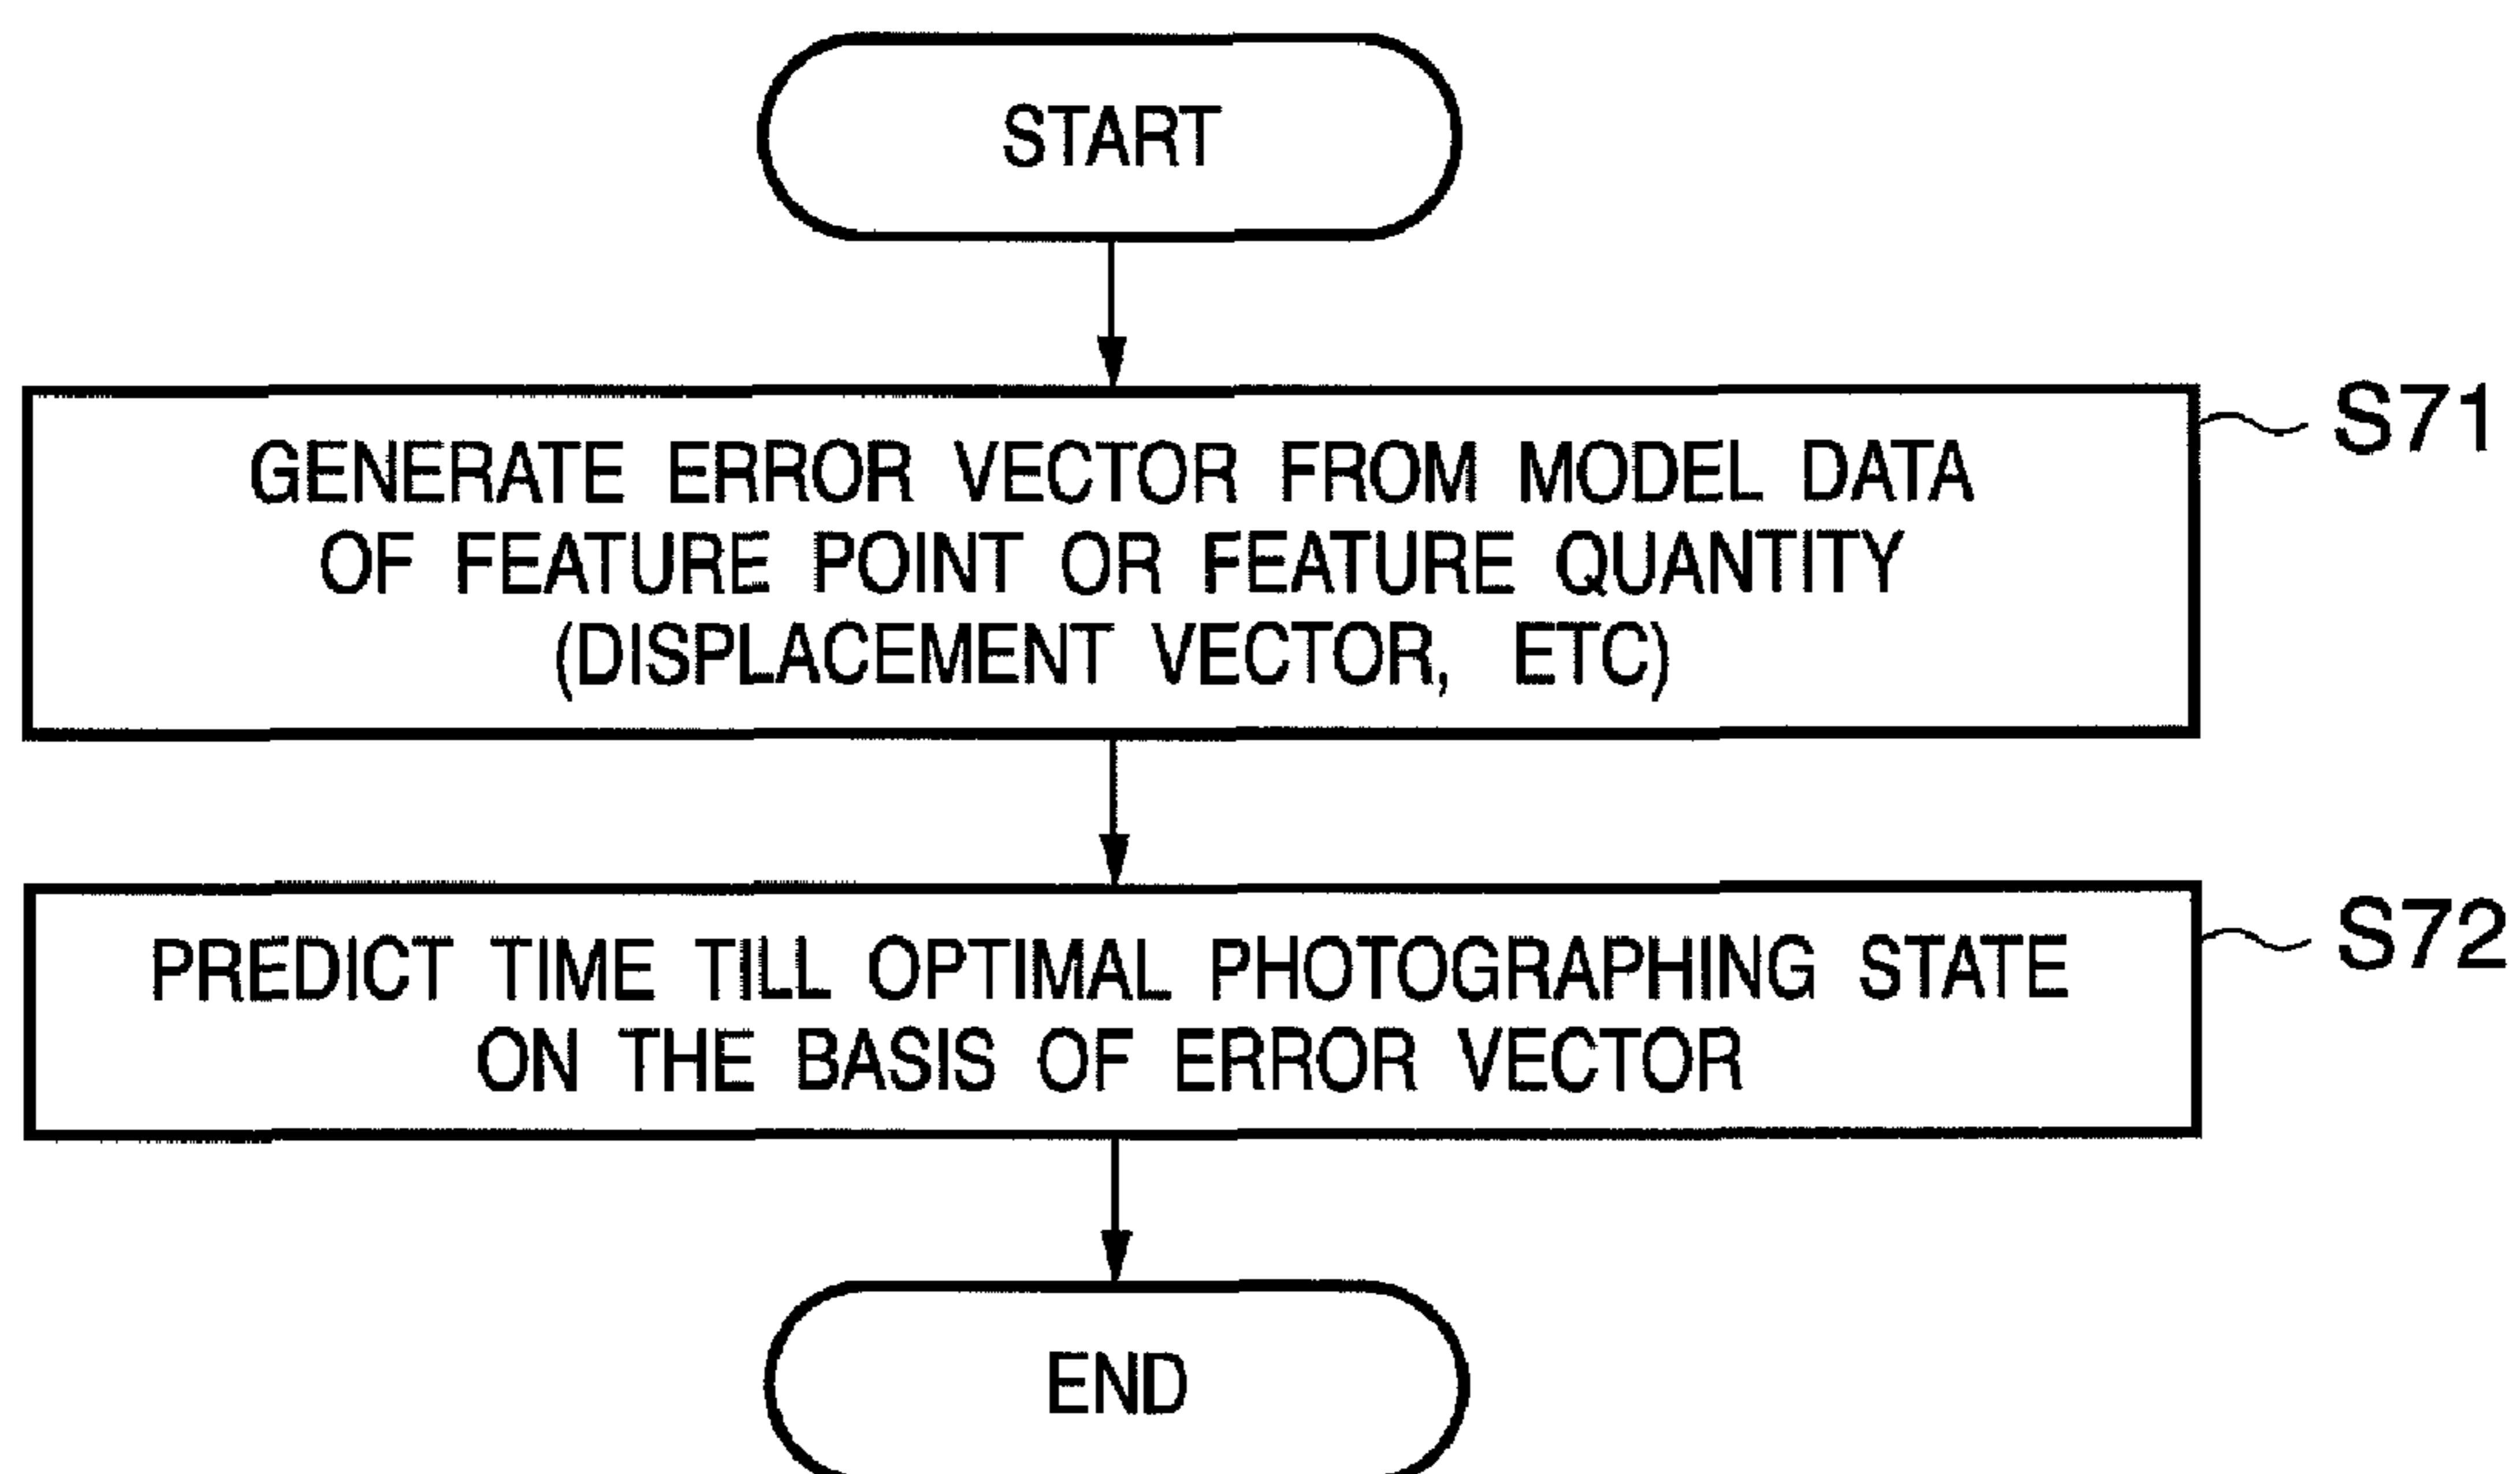 START
GENERATE ERROR VECTOR FROM MODEL DATA
OF FEATURE POINT OR FEATURE QUANTITY
(DISPLACEMENT VECTOR, ETC)
S71
PREDICT TIME TILL OPTIMAL PHOTOGRAPHING STATE
ON THE BASIS OF ERROR VECTOR
S72
END